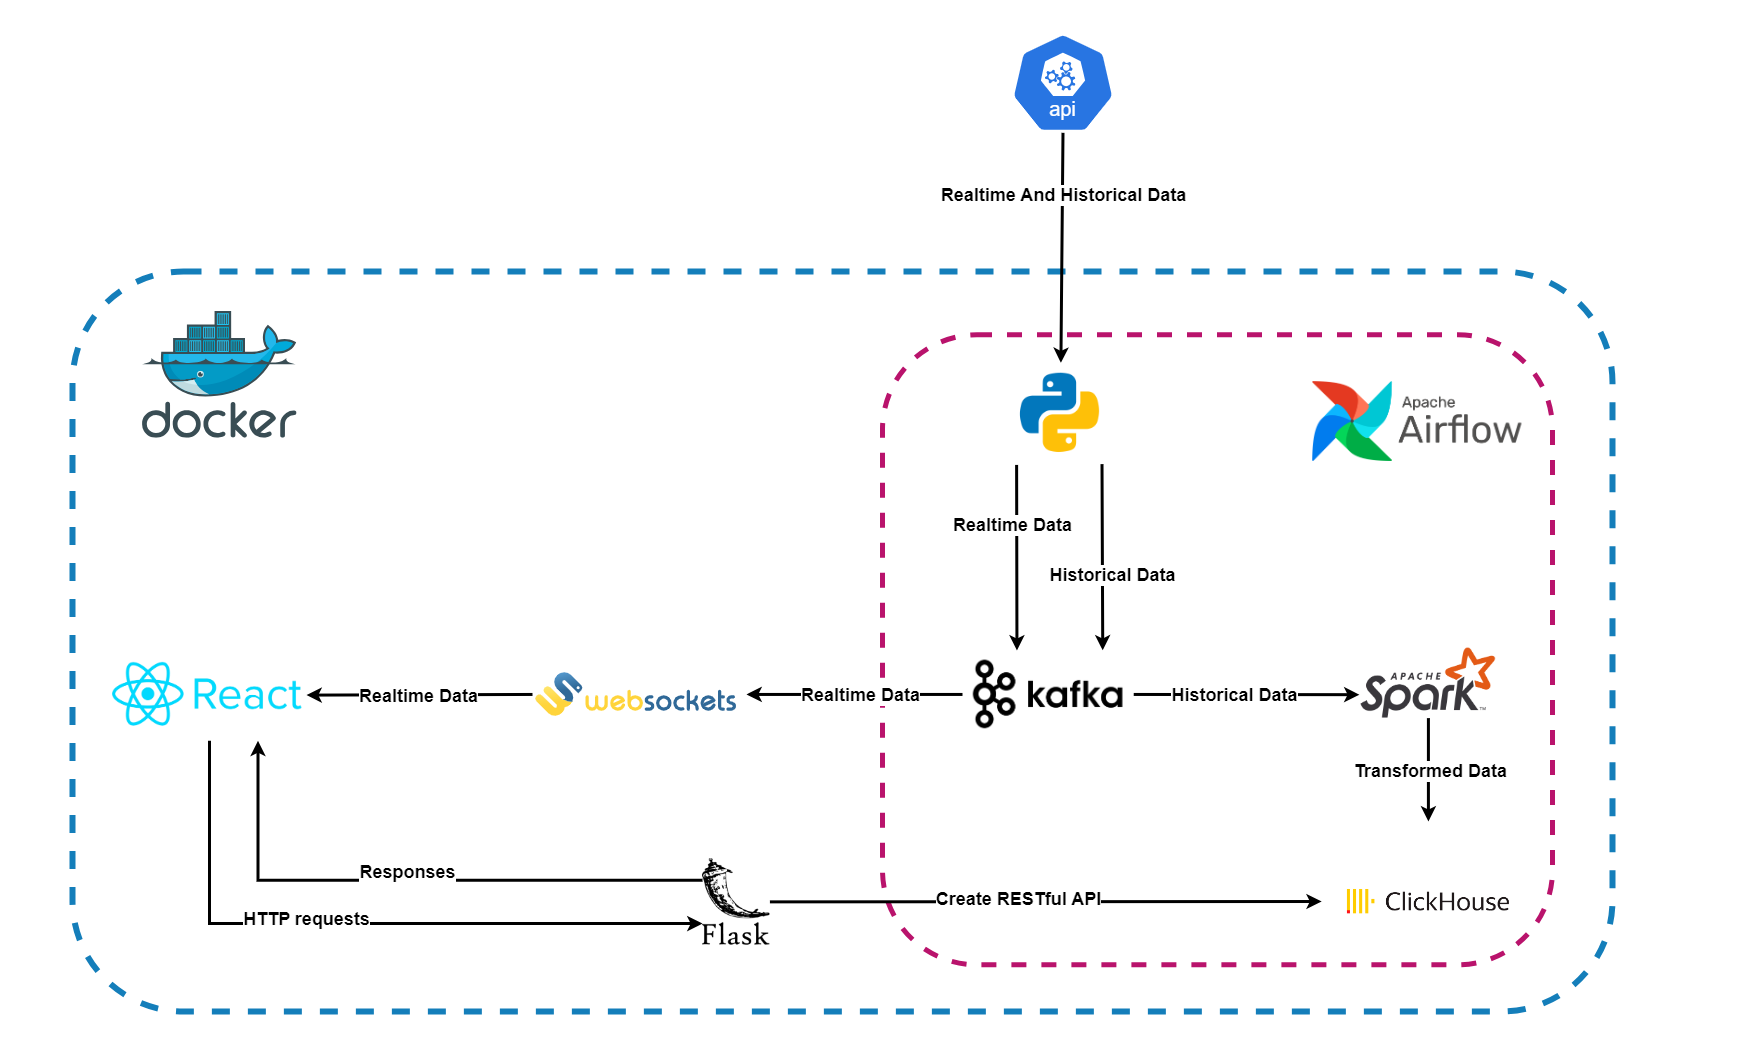 api
Realtime And Historical Data
docker
Apache
Airflow
Realtime Data
Historical Data
React
Realtime Data
websockets
Realtime Data
kafka
Historical Data
APACHE
Spark™
Transformed Data
Responses
HTTP requests
Flask
Create RESTful API
ClickHouse